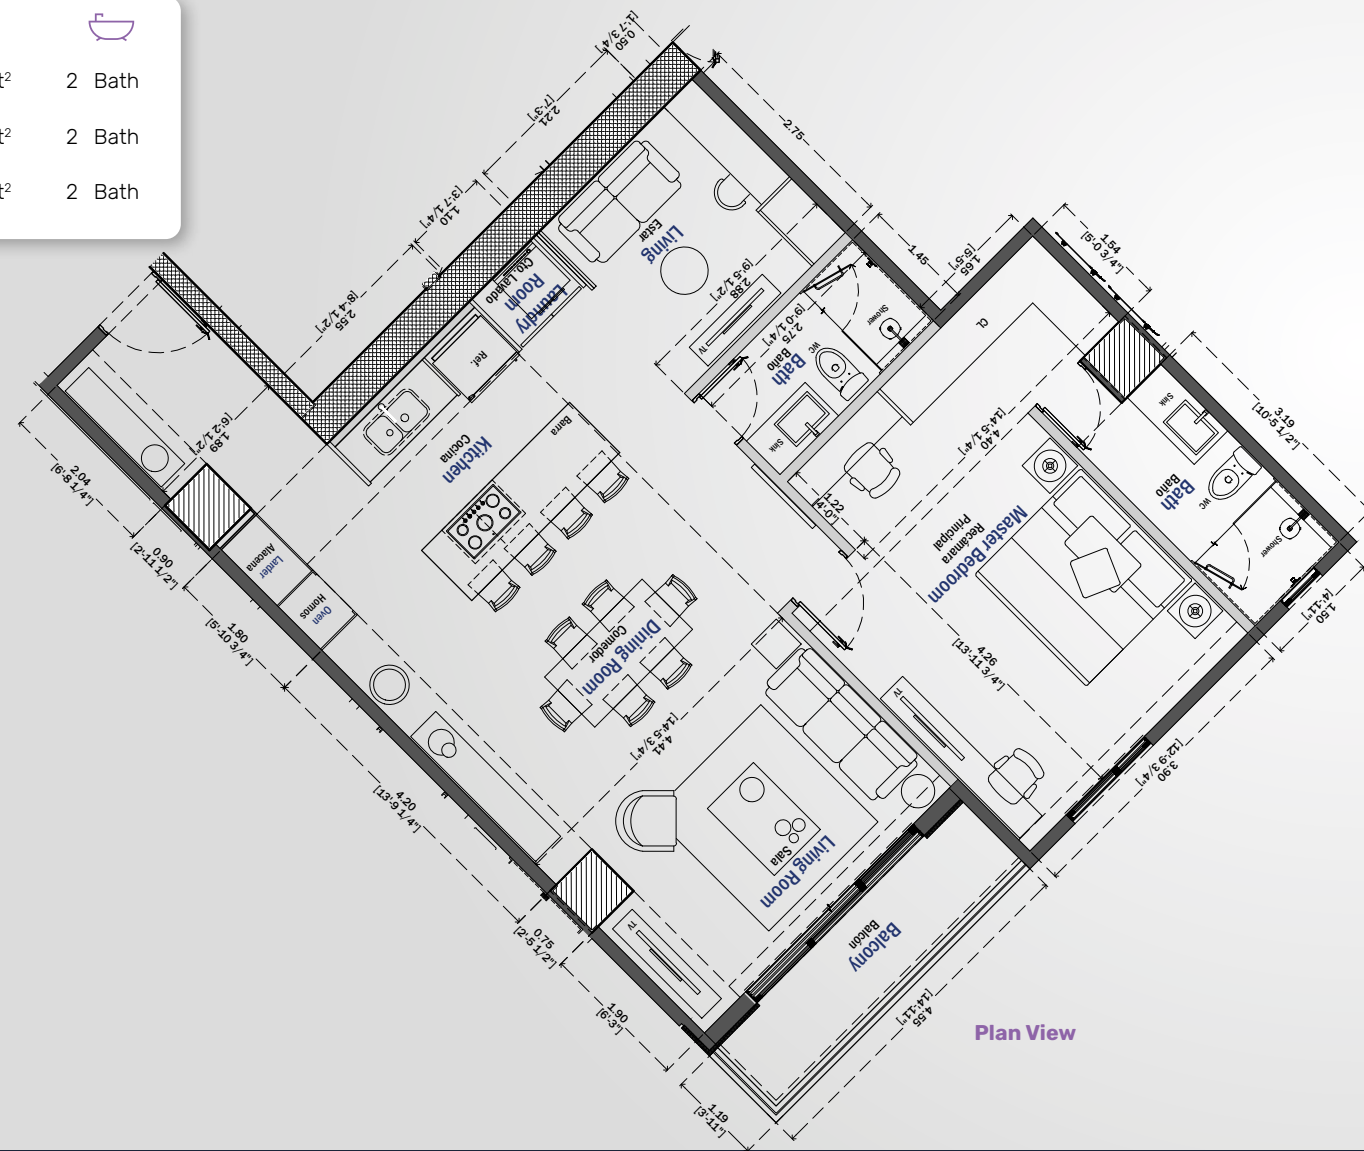 t²
2 Bath
t²
2 Bath
t²
2 Bath
0.50
[1'-7 3/4"]
2.21
[7'-3"]
1.10
[3'-7 1/4"]
2.55
[8'-4 1/2"]
2.75
1.45
1.65
[5'-5"]
1.54
[5'-0 3/4"]
3.19
[10'-5 1/2"]
1.50
[4'-11"]
3.90
[12'-9 3/4"]
4.55
[14'-11"]
1.19
[3'-11"]
1.90
[6'-3"]
0.75
[2'-5 1/2"]
4.20
[13'-9 1/4"]
1.80
[5'-10 3/4"]
0.90
[2'-11 1/2"]
2.04
[6'-8 1/4"]
1.89
[6'-2 1/2"]
Living
Estar
2.88
[9'-5 1/2"]
TV
Laundry
Room
Cto. Lavado
Ref.
Kitchen
Cocina
Barra
2.75
[9'-0 1/4"]
Bath
Baño
WC
Shower
Sink
CL
4.40
[14'-5 1/4"]
1.22
[4'-0"]
Master Bedroom
Recámara
Principal
4.26
[13'-11 3/4"]
TV
Bath
Baño
WC
Shower
Sink
Larder
Alacena
Oven
Hornos
Dining Room
Comedor
4.41
[14'-5 3/4"]
Living Room
Sala
TV
Balcony
Balcón
Plan View